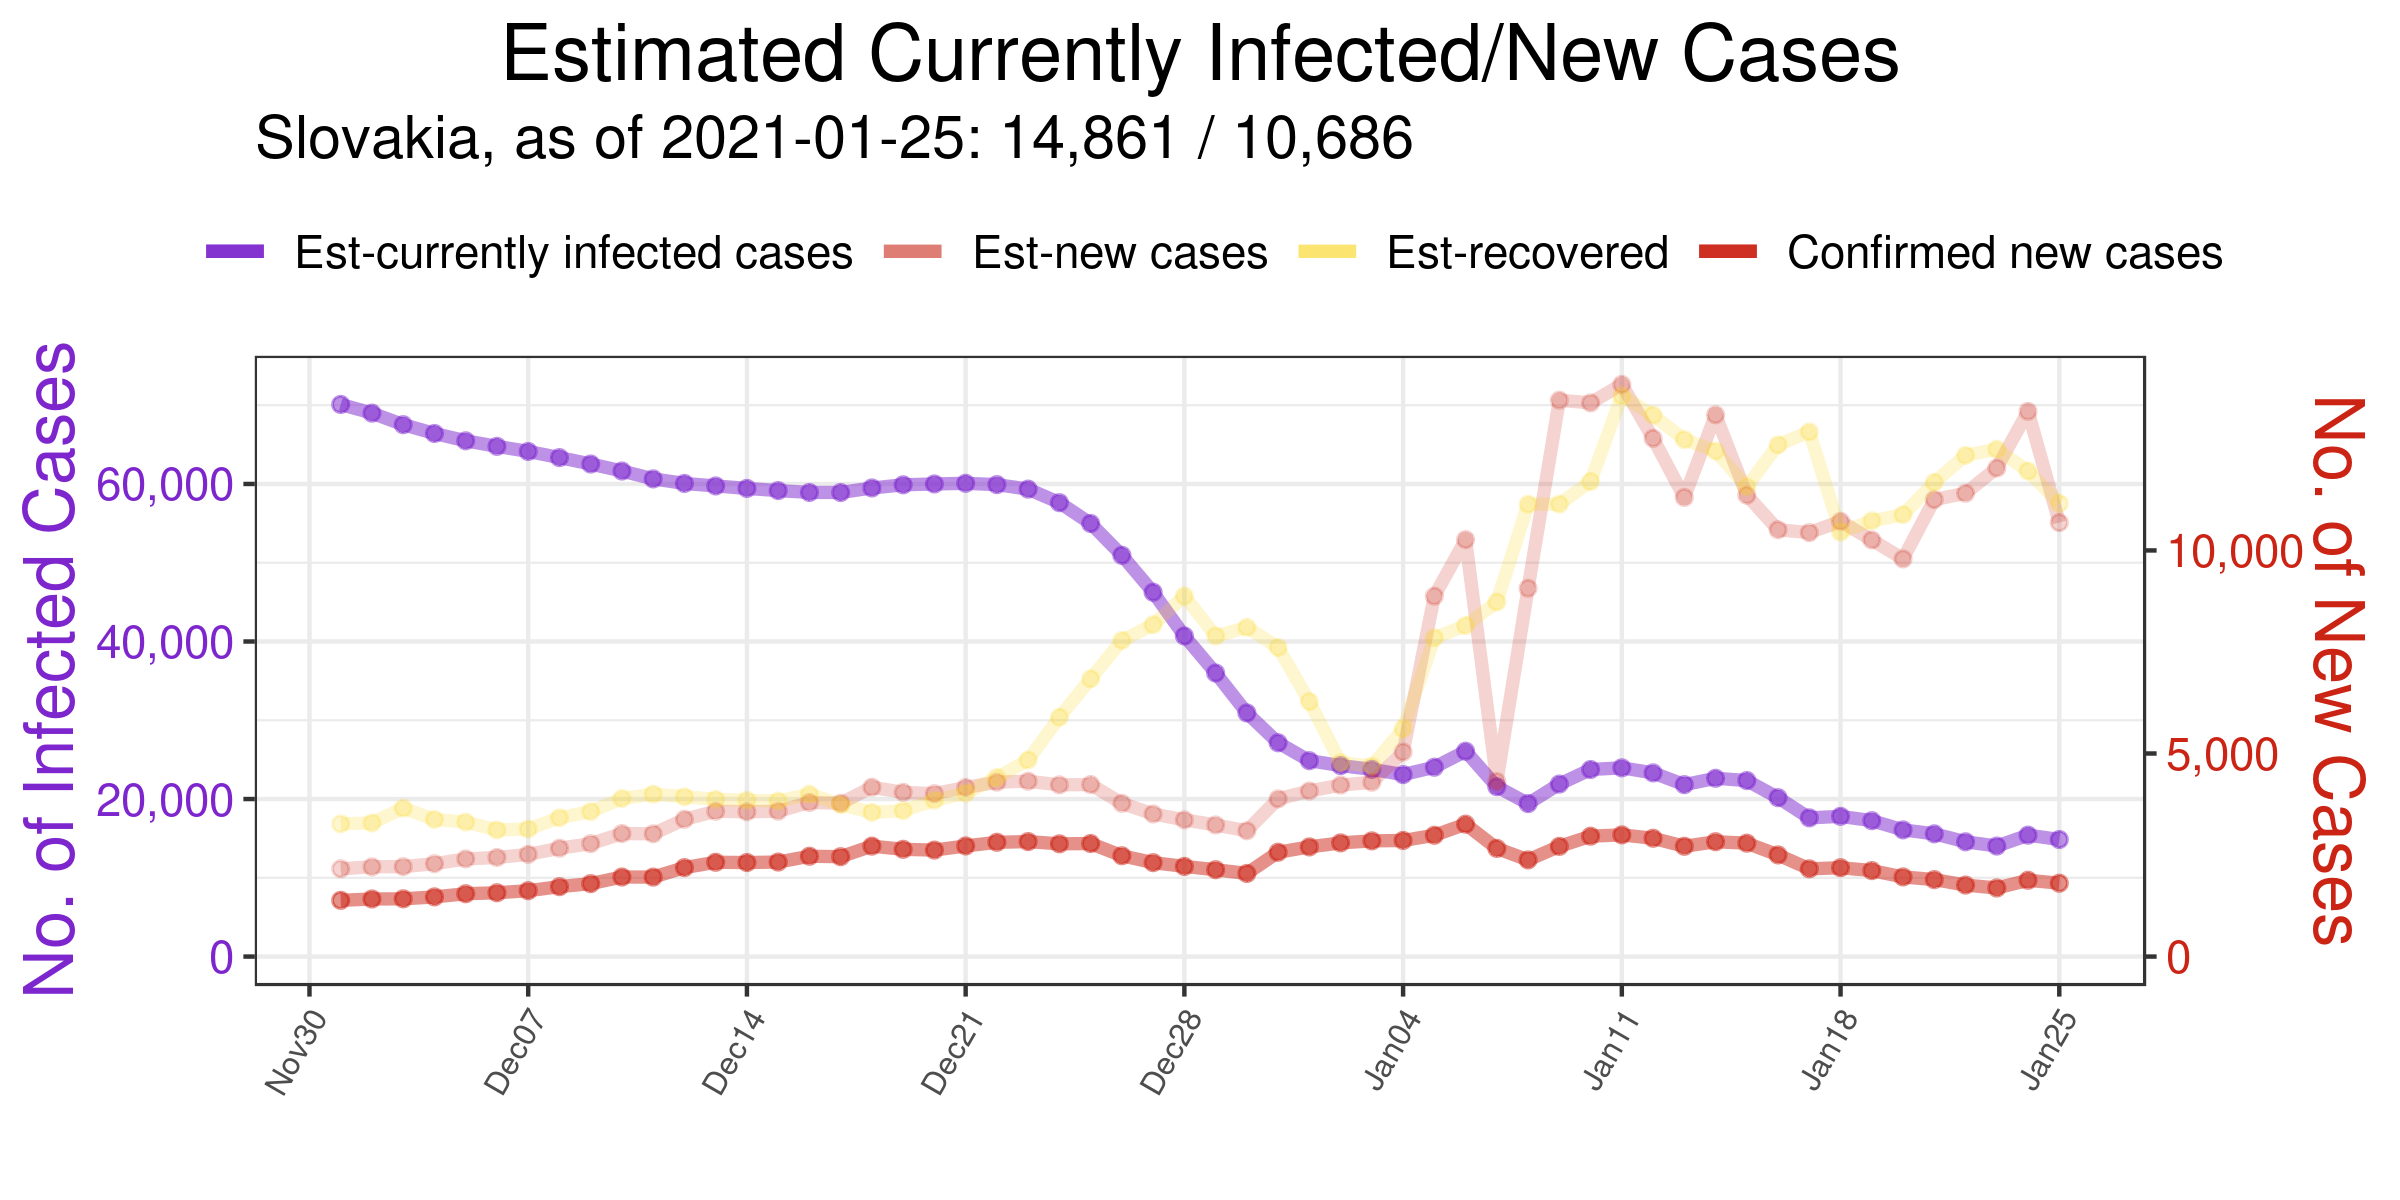 Estimated Currently Infected/New Cases
Slovakia, as of 2021-01-25: 14,861 / 10,686
Est-currently infected cases Est-new cases Est-recovered Confirmed new cases
No. of Infected Cases
60,000
40,000
20,000
0
10,000
5,000
0
No. of New Cases
Nov30 Dec07 Dec14 Dec21 Dec28 Jan04 Jan11 Jan18 Jan25